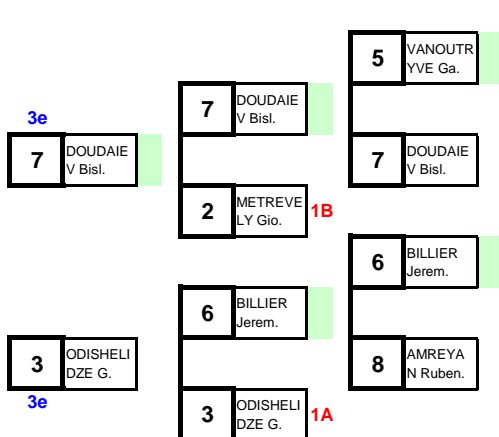 5 VANOUTR
YVE Ga.
7 DOUDAIE
V Bisl.
3e
7 DOUDAIE
V Bisl.
7 DOUDAIE
V Bisl.
2 METREVE
LY Gio. 1B
6 BILLIER
Jerem.
6 BILLIER
Jerem.
3 ODISHELI
DZE G.
8 AMREYA
N Ruben.
3e
3 ODISHELI
DZE G. 1A